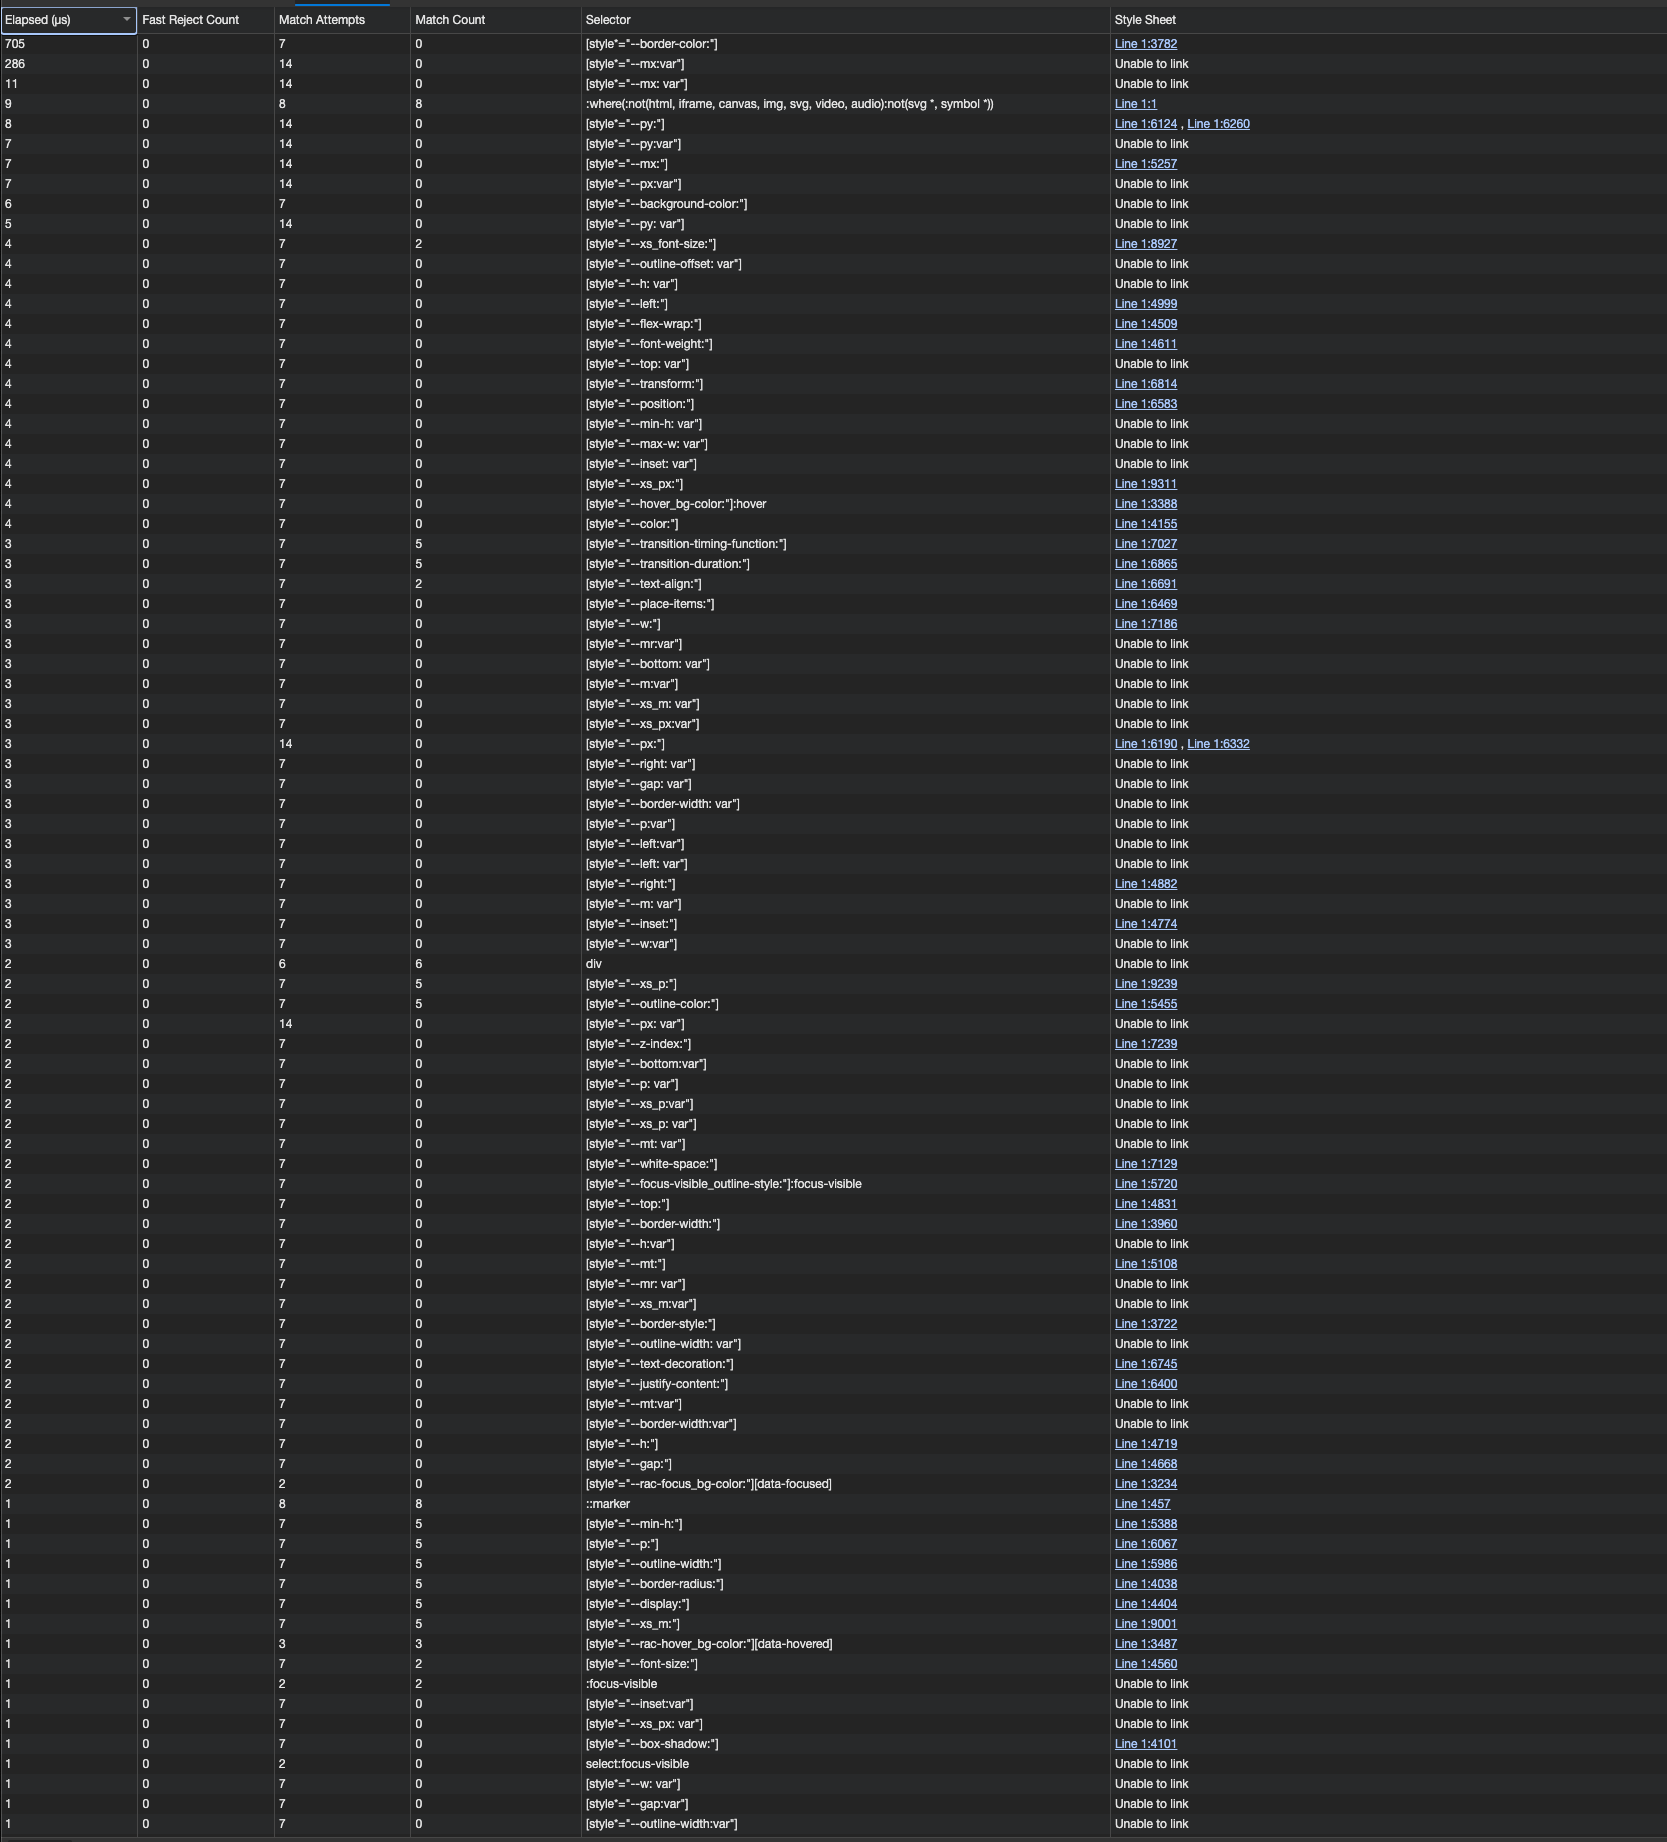 Elapsed (μs) Fast Reject Count Match Attempts Match Count Selector Style Sheet
705 0 7 0 [style*="--border-color:"] Line 1:3782
286 0 14 0 [style*="--mx:var"] Unable to link
11 0 14 0 [style*="--mx: var"] Unable to link
9 0 8 8 :where(:not(html, iframe, canvas, img, svg, video, audio):not(svg *, symbol *)) Line 1:1
8 0 14 0 [style*="--py:"] Line 1:6124 , Line 1:6260
7 0 14 0 [style*="--py:var"] Unable to link
7 0 14 0 [style*="--mx:"] Line 1:5257
7 0 14 0 [style*="--px:var"] Unable to link
6 0 7 0 [style*="--background-color:"] Unable to link
5 0 14 0 [style*="--py: var"] Unable to link
4 0 7 2 [style*="--xs_font-size:"] Line 1:8927
4 0 7 0 [style*="--outline-offset: var"] Unable to link
4 0 7 0 [style*="--h: var"] Unable to link
4 0 7 0 [style*="--left:"] Line 1:4999
4 0 7 0 [style*="--flex-wrap:"] Line 1:4509
4 0 7 0 [style*="--font-weight:"] Line 1:4611
4 0 7 0 [style*="--top: var"] Unable to link
4 0 7 0 [style*="--transform:"] Line 1:6814
4 0 7 0 [style*="--position:"] Line 1:6583
4 0 7 0 [style*="--min-h: var"] Unable to link
4 0 7 0 [style*="--max-w: var"] Unable to link
4 0 7 0 [style*="--inset: var"] Unable to link
4 0 7 0 [style*="--xs_px:"] Line 1:9311
4 0 7 0 [style*="--hover_bg-color:"]:hover Line 1:3388
4 0 7 0 [style*="--color:"] Line 1:4155
3 0 7 5 [style*="--transition-timing-function:"] Line 1:7027
3 0 7 5 [style*="--transition-duration:"] Line 1:6865
3 0 7 2 [style*="--text-align:"] Line 1:6691
3 0 7 0 [style*="--place-items:"] Line 1:6469
3 0 7 0 [style*="--w:"] Line 1:7186
3 0 7 0 [style*="--mr:var"] Unable to link
3 0 7 0 [style*="--bottom: var"] Unable to link
3 0 7 0 [style*="--m:var"] Unable to link
3 0 7 0 [style*="--xs_m: var"] Unable to link
3 0 7 0 [style*="--xs_px:var"] Unable to link
3 0 14 0 [style*="--px:"] Line 1:6190 , Line 1:6332
3 0 7 0 [style*="--right: var"] Unable to link
3 0 7 0 [style*="--gap: var"] Unable to link
3 0 7 0 [style*="--border-width: var"] Unable to link
3 0 7 0 [style*="--p:var"] Unable to link
3 0 7 0 [style*="--left:var"] Unable to link
3 0 7 0 [style*="--left: var"] Unable to link
3 0 7 0 [style*="--right:"] Line 1:4882
3 0 7 0 [style*="--m: var"] Unable to link
3 0 7 0 [style*="--inset:"] Line 1:4774
3 0 7 0 [style*="--w:var"] Unable to link
2 0 6 6 div Unable to link
2 0 7 5 [style*="--xs_p:"] Line 1:9239
2 0 7 5 [style*="--outline-color:"] Line 1:5455
2 0 14 0 [style*="--px: var"] Unable to link
2 0 7 0 [style*="--z-index:"] Line 1:7239
2 0 7 0 [style*="--bottom:var"] Unable to link
2 0 7 0 [style*="--p: var"] Unable to link
2 0 7 0 [style*="--xs_p:var"] Unable to link
2 0 7 0 [style*="--xs_p: var"] Unable to link
2 0 7 0 [style*="--mt: var"] Unable to link
2 0 7 0 [style*="--white-space:"] Line 1:7129
2 0 7 0 [style*="--focus-visible_outline-style:"]:focus-visible Line 1:5720
2 0 7 0 [style*="--top:"] Line 1:4831
2 0 7 0 [style*="--border-width:"] Line 1:3960
2 0 7 0 [style*="--h:var"] Unable to link
2 0 7 0 [style*="--mt:"] Line 1:5108
2 0 7 0 [style*="--mr: var"] Unable to link
2 0 7 0 [style*="--xs_m:var"] Unable to link
2 0 7 0 [style*="--border-style:"] Line 1:3722
2 0 7 0 [style*="--outline-width: var"] Unable to link
2 0 7 0 [style*="--text-decoration:"] Line 1:6745
2 0 7 0 [style*="--justify-content:"] Line 1:6400
2 0 7 0 [style*="--mt:var"] Unable to link
2 0 7 0 [style*="--border-width:var"] Unable to link
2 0 7 0 [style*="--h:"] Line 1:4719
2 0 7 0 [style*="--gap:"] Line 1:4668
2 0 2 0 [style*="--rac-focus_bg-color:"][data-focused] Line 1:3234
1 0 8 8 ::marker Line 1:457
1 0 7 5 [style*="--min-h:"] Line 1:5388
1 0 7 5 [style*="--p:"] Line 1:6067
1 0 7 5 [style*="--outline-width:"] Line 1:5986
1 0 7 5 [style*="--border-radius:"] Line 1:4038
1 0 7 5 [style*="--display:"] Line 1:4404
1 0 7 5 [style*="--xs_m:"] Line 1:9001
1 0 3 3 [style*="--rac-hover_bg-color:"][data-hovered] Line 1:3487
1 0 7 2 [style*="--font-size:"] Line 1:4560
1 0 2 2 :focus-visible Unable to link
1 0 7 0 [style*="--inset:var"] Unable to link
1 0 7 0 [style*="--xs_px: var"] Unable to link
1 0 7 0 [style*="--box-shadow:"] Line 1:4101
1 0 2 0 select:focus-visible Unable to link
1 0 7 0 [style*="--w: var"] Unable to link
1 0 7 0 [style*="--gap:var"] Unable to link
1 0 7 0 [style*="--outline-width:var"] Unable to link